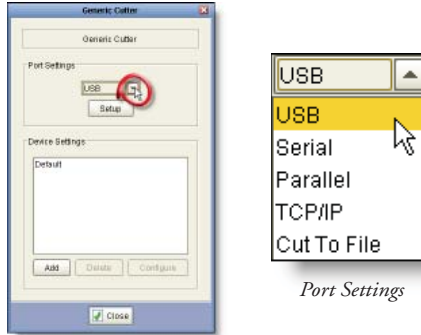 Generic Cutter
Generic Cutter
Port Settings
USB
Setup
Device Settings
Default
Add
Delete
Configure
Close
USB
USB
Serial
Parallel
TCP/IP
Cut To File
Port Settings